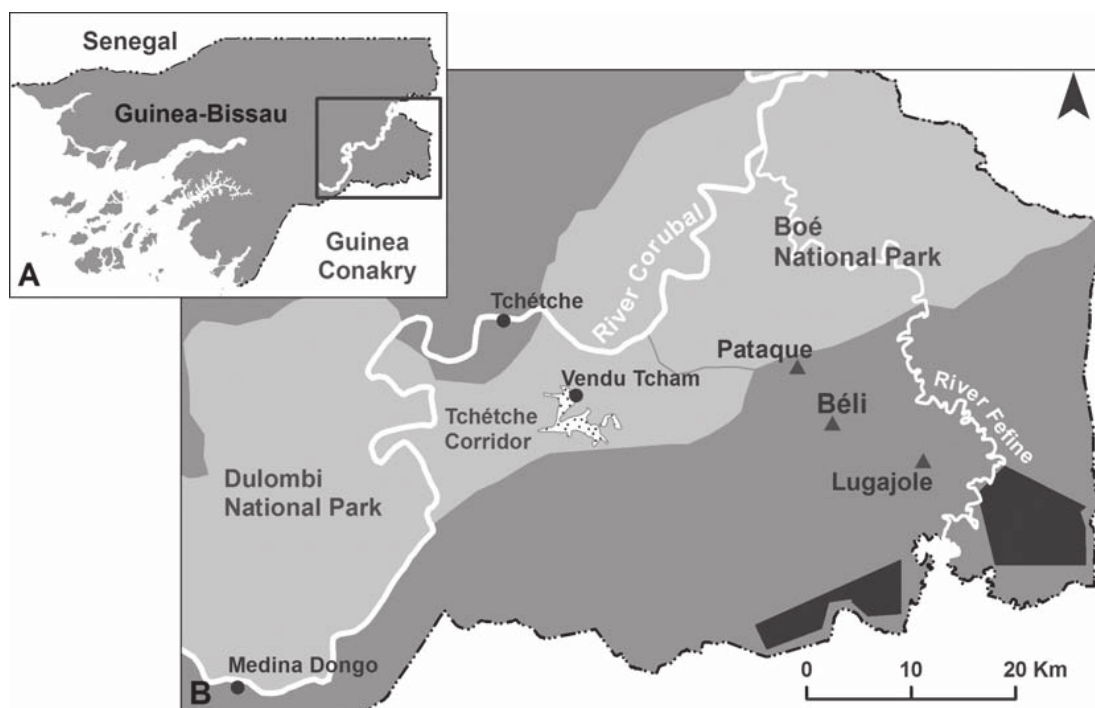 Senegal
Guinea-Bissau
Guinea
Conakry
A
River Corubal
Boé
National Park
Tchétche
Pataque
Vendu Tcham
Béli
River Fefine
Tchétche
Corridor
Lugajole
Dulombi
National Park
Medina Dongo
B
0 10 20 Km